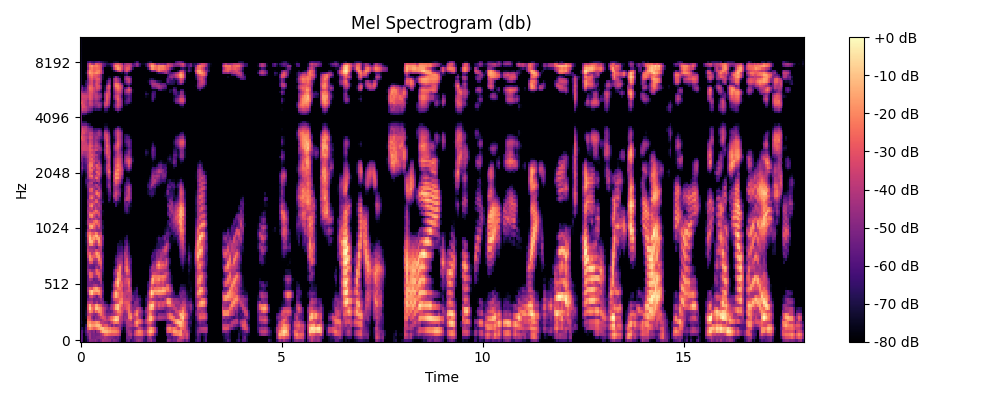 Mel Spectrogram (db)
+0 dB
8192
-10 dB
4096
-20 dB
-30 dB
2048
Hz
-40 dB
1024
-50 dB
-60 dB
512
-70 dB
0
-80 dB
0 5 10 15
Time